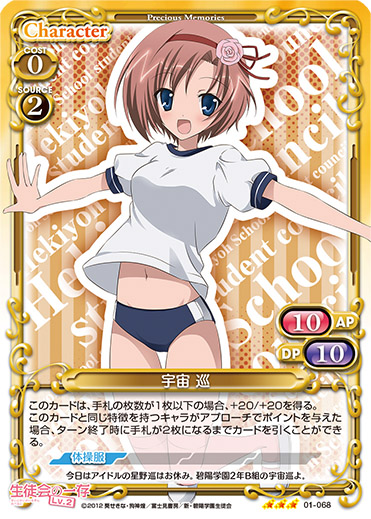 Precious Memories
Character
COST
0
SOURCE
2
Hekiyoh School student council
10 AP
DP 10
宇宙 巡
このカードは、手札の枚数が1枚以下の場合、+20/+20を得る。
このカードと同じ特徴を持つキャラがアプローチでポイントを与えた
場合、ターン終了時に手札が2枚になるまでカードを引くことができ
る。
体操服
今日はアイドルの星野巡はお休み。碧陽学園2年B組の宇宙巡よ。
生徒会の一存
Lv.2
©2012 葵せきな・狗神煌/富士見書房/新・碧陽学園生徒会
01-068